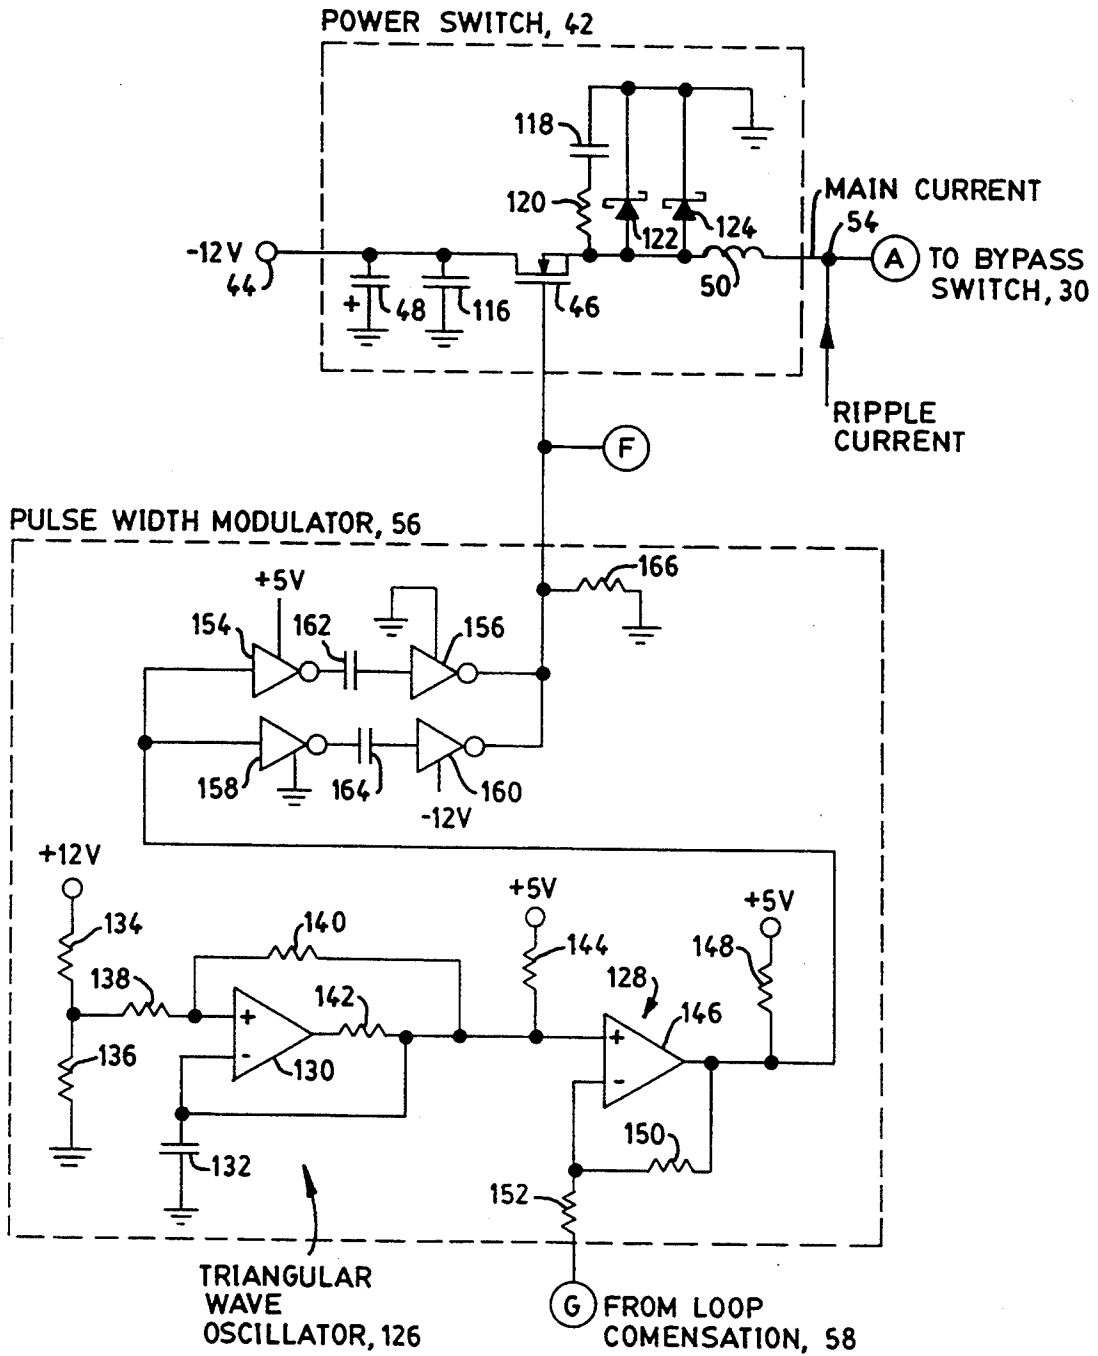 POWER SWITCH, 42
118
120
122
124
MAIN CURRENT
54
-12V
44
+
48
116
46
50
A
TO BYPASS
SWITCH, 30
RIPPLE
CURRENT
F
PULSE WIDTH MODULATOR, 56
166
+5V
154
162
156
158
164
160
-12V
+12V
134
140
+5V
144
+5V
148
138
142
128
146
+
-
130
136
+
-
132
150
152
TRIANGULAR
WAVE
OSCILLATOR, 126
G
FROM LOOP
COMENSATION, 58